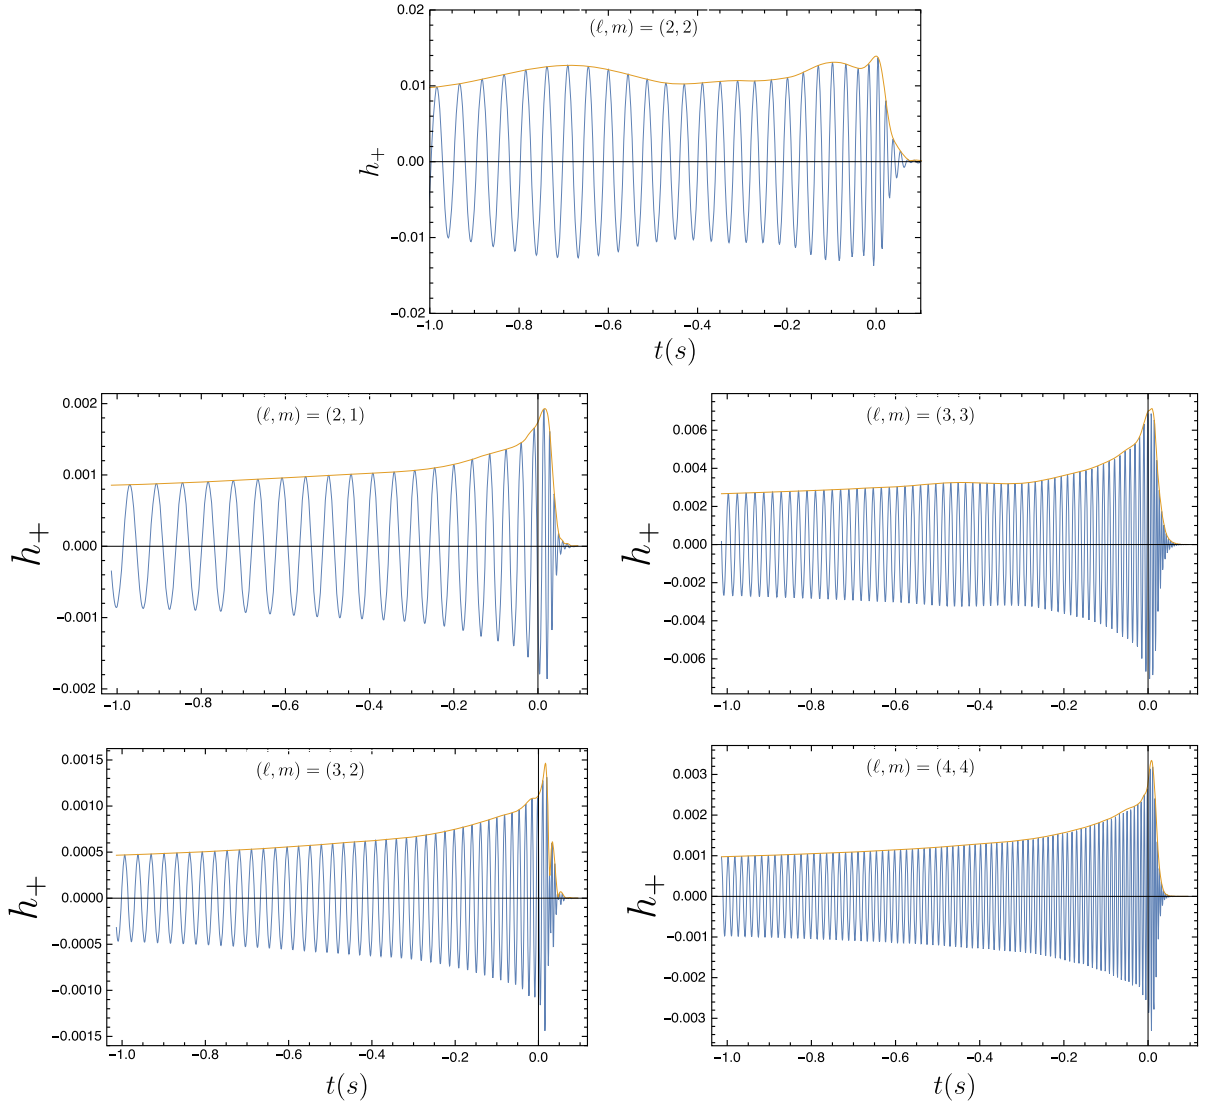 (ℓ, m) = (2, 2)
0.02
0.01
0.00
−0.01
−0.02
h₊
−1.0 −0.8 −0.6 −0.4 −0.2 0.0
t(s)
(ℓ, m) = (2, 1)
0.002
0.001
0.000
−0.001
−0.002
h₊
−1.0 −0.8 −0.6 −0.4 −0.2 0.0
(ℓ, m) = (3, 3)
0.006
0.004
0.002
0.000
−0.002
−0.004
−0.006
h₊
−1.0 −0.8 −0.6 −0.4 −0.2 0.0
(ℓ, m) = (3, 2)
0.0015
0.0010
0.0005
0.0000
−0.0005
−0.0010
−0.0015
h₊
−1.0 −0.8 −0.6 −0.4 −0.2 0.0
t(s)
(ℓ, m) = (4, 4)
0.003
0.002
0.001
0.000
−0.001
−0.002
−0.003
h₊
−1.0 −0.8 −0.6 −0.4 −0.2 0.0
t(s)